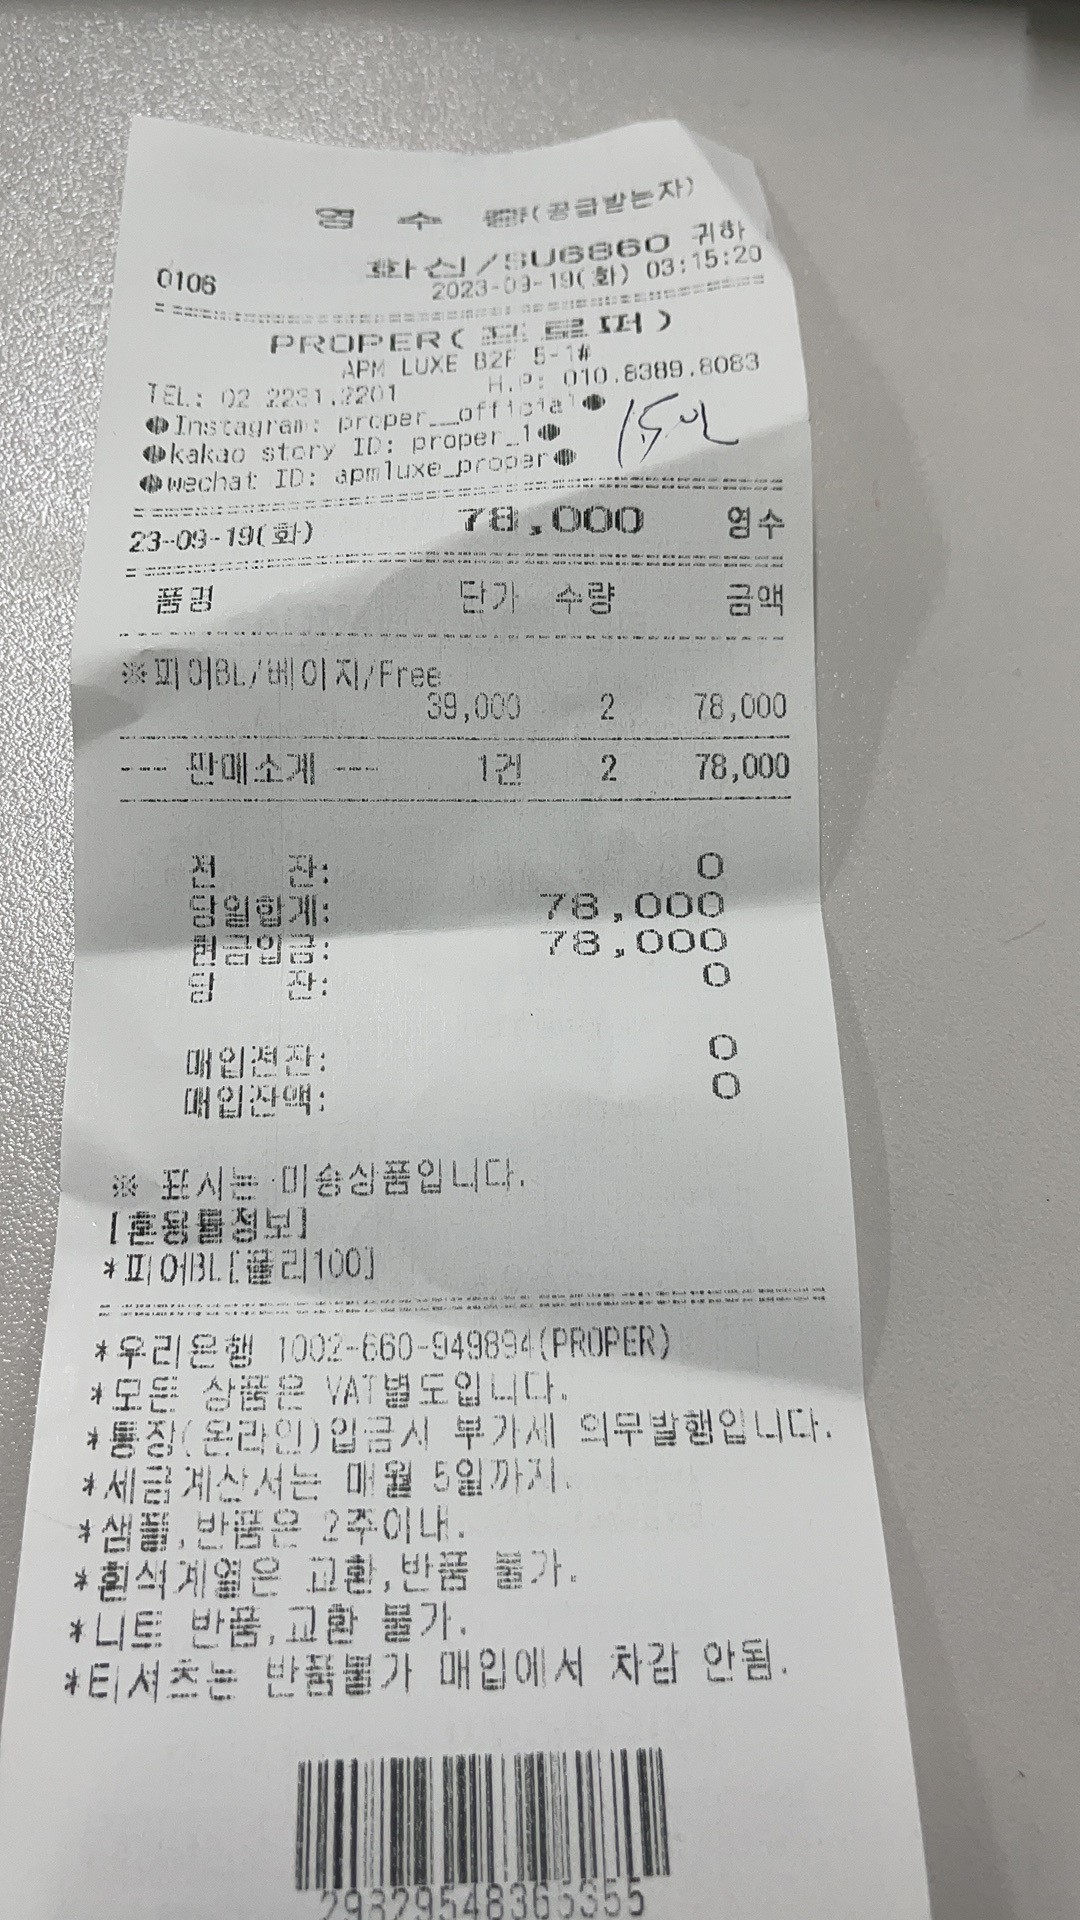 영 수 증(공급받는자)
화신/SU6860 귀하
0106 2023-09-19(화) 03:15:20
PROPER(프로퍼)
APM LUXE B2F 5-1#
TEL: 02 2231.2201 H.P: 010.8389.8083
Instagram: proper__official
kakao story ID: proper_1
wechat ID: apmluxe_proper
23-09-19(화) 78,000 영수
품명 단가 수량 금액
※피어BL/베이지/Free
39,000 2 78,000
--- 판매소계 --- 1건 2 78,000
전 잔: 0
당일합계: 78,000
현금입금: 78,000
당 잔: 0
매입전잔: 0
매입잔액: 0
※ 표시는 미송상품입니다.
[혼용률정보]
*피어BL[폴리100]
*우리은행 1002-660-949894(PROPER)
*모든 상품은 VAT별도입니다.
*통장(온라인)입금시 부가세 의무발행입니다.
*세금계산서는 매월 5일까지.
*샘플,반품은 2주이내.
*흰색계열은 교환,반품 불가.
*니트 반품,교환 불가.
*티셔츠는 반품불가 매입에서 차감 안됨.
29829548365355